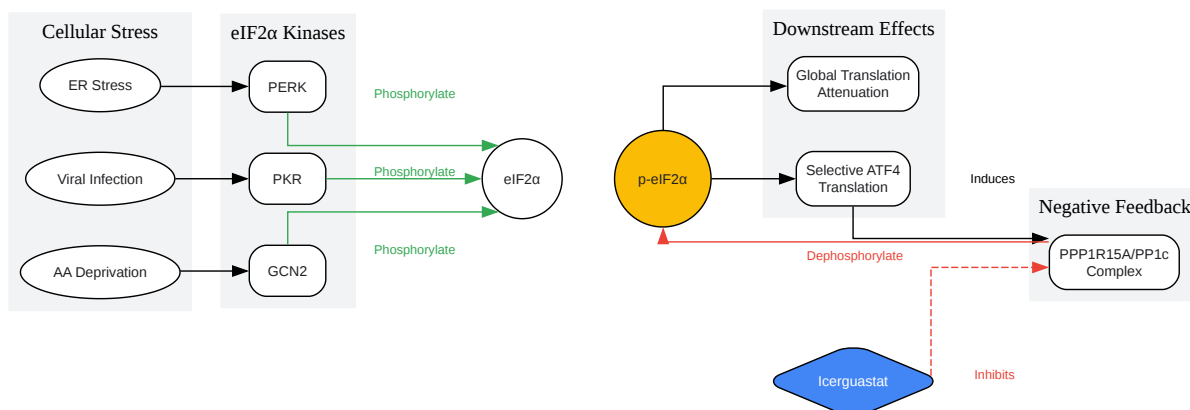 Cellular Stress
ER Stress
Viral Infection
AA Deprivation
eIF2α Kinases
PERK
PKR
GCN2
Phosphorylate
Phosphorylate
Phosphorylate
eIF2α
p-eIF2α
Downstream Effects
Global Translation
Attenuation
Selective ATF4
Translation
Induces
Negative Feedback
PPP1R15A/PP1c
Complex
Dephosphorylate
Icerguastat
Inhibits